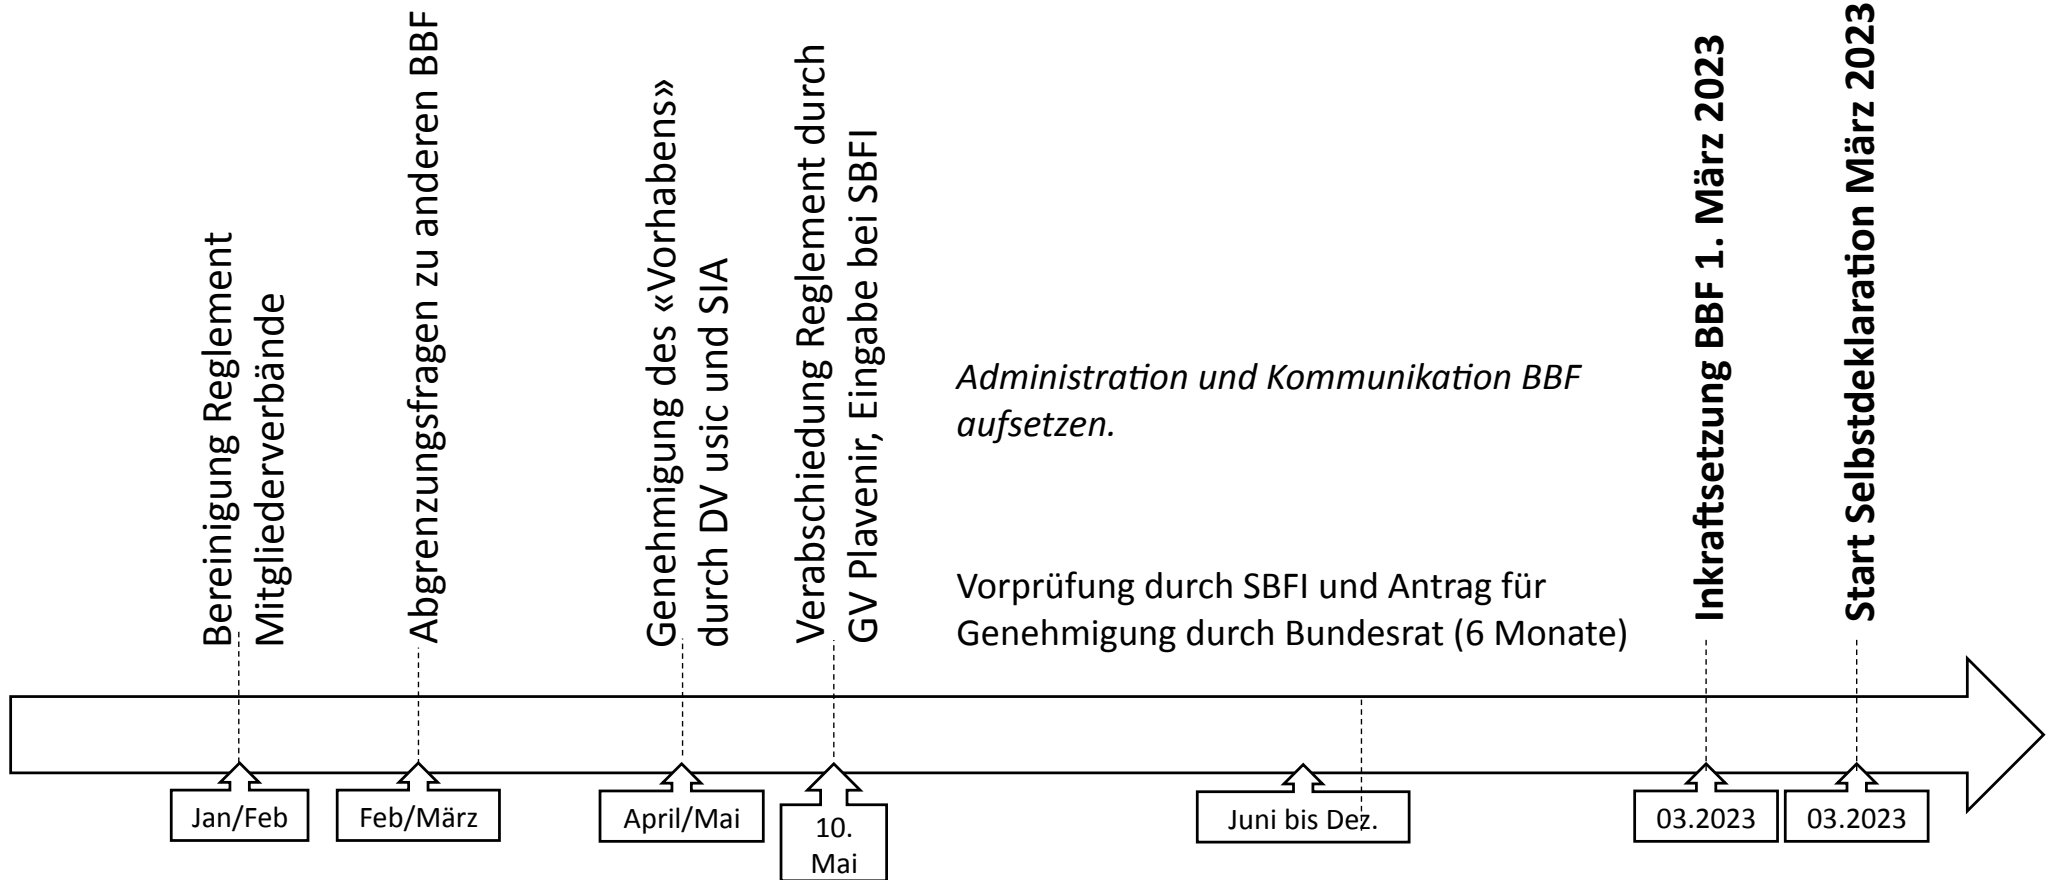 Bereinigung Reglement
Mitgliederverbände
Abgrenzungsfragen zu anderen BBF
Genehmigung des «Vorhabens»
durch DV usic und SIA
Verabschiedung Reglement durch
GV Plavenir, Eingabe bei SBFI
Administration und Kommunikation BBF
aufsetzen.
Vorprüfung durch SBFI und Antrag für
Genehmigung durch Bundesrat (6 Monate)
Inkraftsetzung BBF 1. März 2023
Start Selbstdeklaration März 2023
Jan/Feb
Feb/März
April/Mai
10.
Mai
Juni bis Dez.
03.2023
03.2023